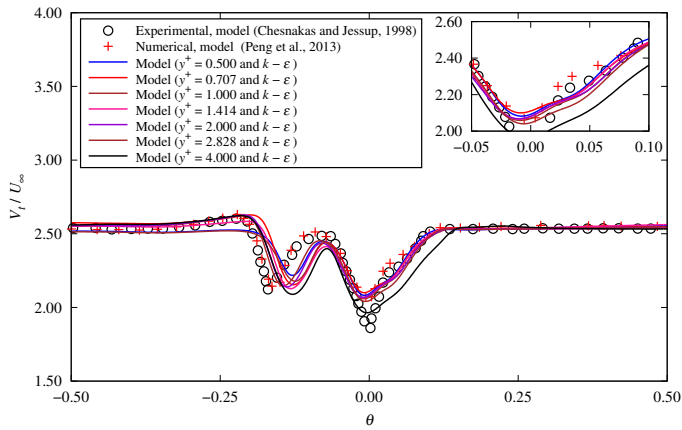 4.00
3.50
3.00
2.50
2.00
1.50
V_t / U_∞
Experimental, model (Chesnakas and Jessup, 1998)
Numerical, model (Peng et al., 2013)
Model (y⁺ = 0.500 and k − ε )
Model (y⁺ = 0.707 and k − ε )
Model (y⁺ = 1.000 and k − ε )
Model (y⁺ = 1.414 and k − ε )
Model (y⁺ = 2.000 and k − ε )
Model (y⁺ = 2.828 and k − ε )
Model (y⁺ = 4.000 and k − ε )
2.60
2.40
2.20
2.00
-0.05 0.00 0.05 0.10
−0.50 −0.25 0.00 0.25 0.50
θ